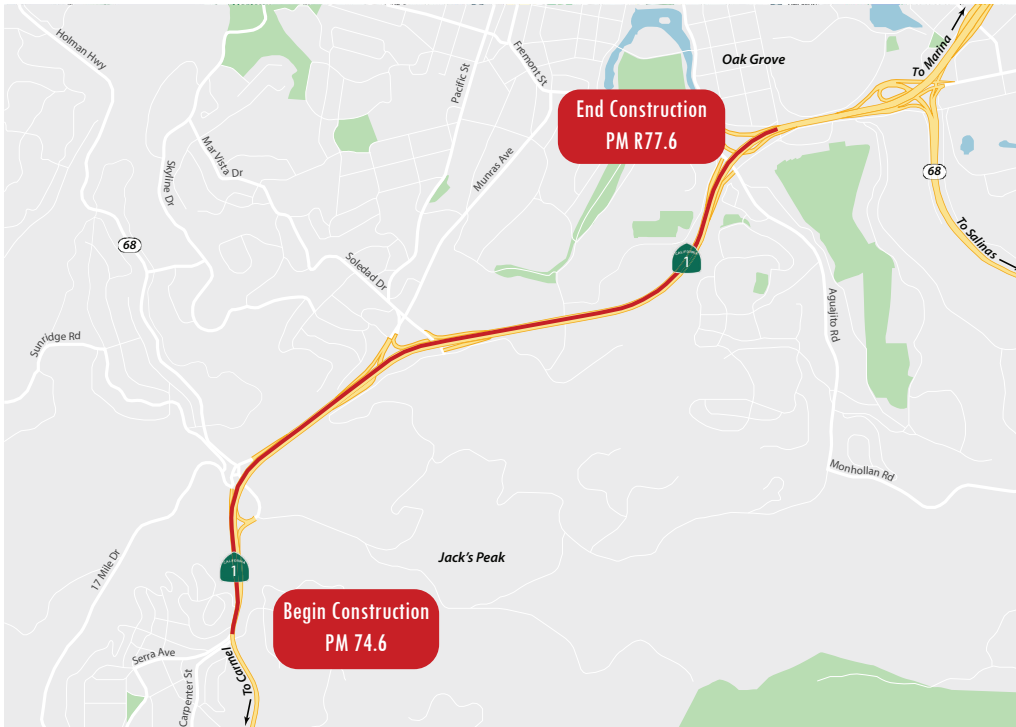 Holman Hwy
Pacific St
Fremont St
Oak Grove
To Marina
End Construction
PM R77.6
Mar Vista Dr
Skyline Dr
Munras Ave
68
68
To Salinas
Soledad Dr
CALIFORNIA
1
Aguajito Rd
Sunridge Rd
Monhollan Rd
17 Mile Dr
Jack's Peak
CALIFORNIA
1
Begin Construction
PM 74.6
Serra Ave
To Carmel
Carpenter St